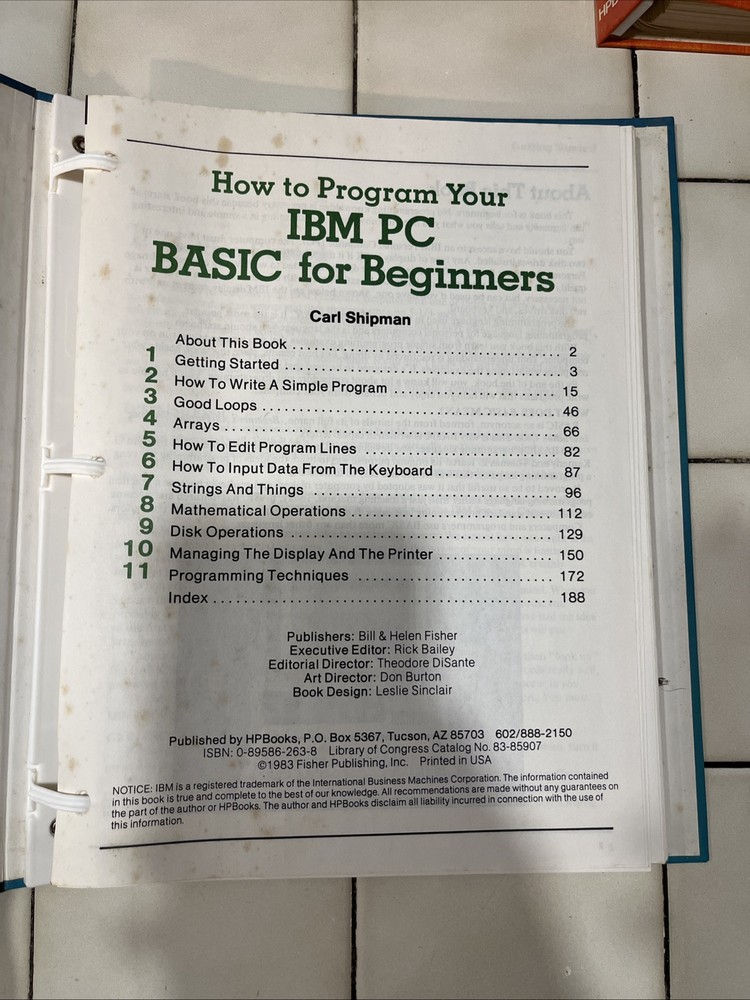 HPB
How to Program Your
IBM PC
BASIC for Beginners
Carl Shipman
About This Book . . . . . . . . . . . . . . . . . . . . . . . . . . . . . . . . . . . . . . . . 2
1 Getting Started . . . . . . . . . . . . . . . . . . . . . . . . . . . . . . . . . . . . . . . . 3
2 How To Write A Simple Program . . . . . . . . . . . . . . . . . . . . . . . 15
3 Good Loops . . . . . . . . . . . . . . . . . . . . . . . . . . . . . . . . . . . . . . . . . . 46
4 Arrays . . . . . . . . . . . . . . . . . . . . . . . . . . . . . . . . . . . . . . . . . . . . . . . 66
5 How To Edit Program Lines . . . . . . . . . . . . . . . . . . . . . . . . . . . . 82
6 How To Input Data From The Keyboard . . . . . . . . . . . . . . . . . 87
7 Strings And Things . . . . . . . . . . . . . . . . . . . . . . . . . . . . . . . . . . . 96
8 Mathematical Operations . . . . . . . . . . . . . . . . . . . . . . . . . . . . . 112
9 Disk Operations . . . . . . . . . . . . . . . . . . . . . . . . . . . . . . . . . . . . . 129
10 Managing The Display And The Printer . . . . . . . . . . . . . . . . 150
11 Programming Techniques . . . . . . . . . . . . . . . . . . . . . . . . . . . . 172
Index . . . . . . . . . . . . . . . . . . . . . . . . . . . . . . . . . . . . . . . . . . . . . . . 188
Publishers: Bill & Helen Fisher
Executive Editor: Rick Bailey
Editorial Director: Theodore DiSante
Art Director: Don Burton
Book Design: Leslie Sinclair
Published by HPBooks, P.O. Box 5367, Tucson, AZ 85703 602/888-2150
ISBN: 0-89586-263-8 Library of Congress Catalog No. 83-85907
©1983 Fisher Publishing, Inc. Printed in USA
NOTICE: IBM is a registered trademark of the International Business Machines Corporation. The information contained
in this book is true and complete to the best of our knowledge. All recommendations are made without any guarantees on
the part of the author or HPBooks. The author and HPBooks disclaim all liability incurred in connection with the use of
this information.